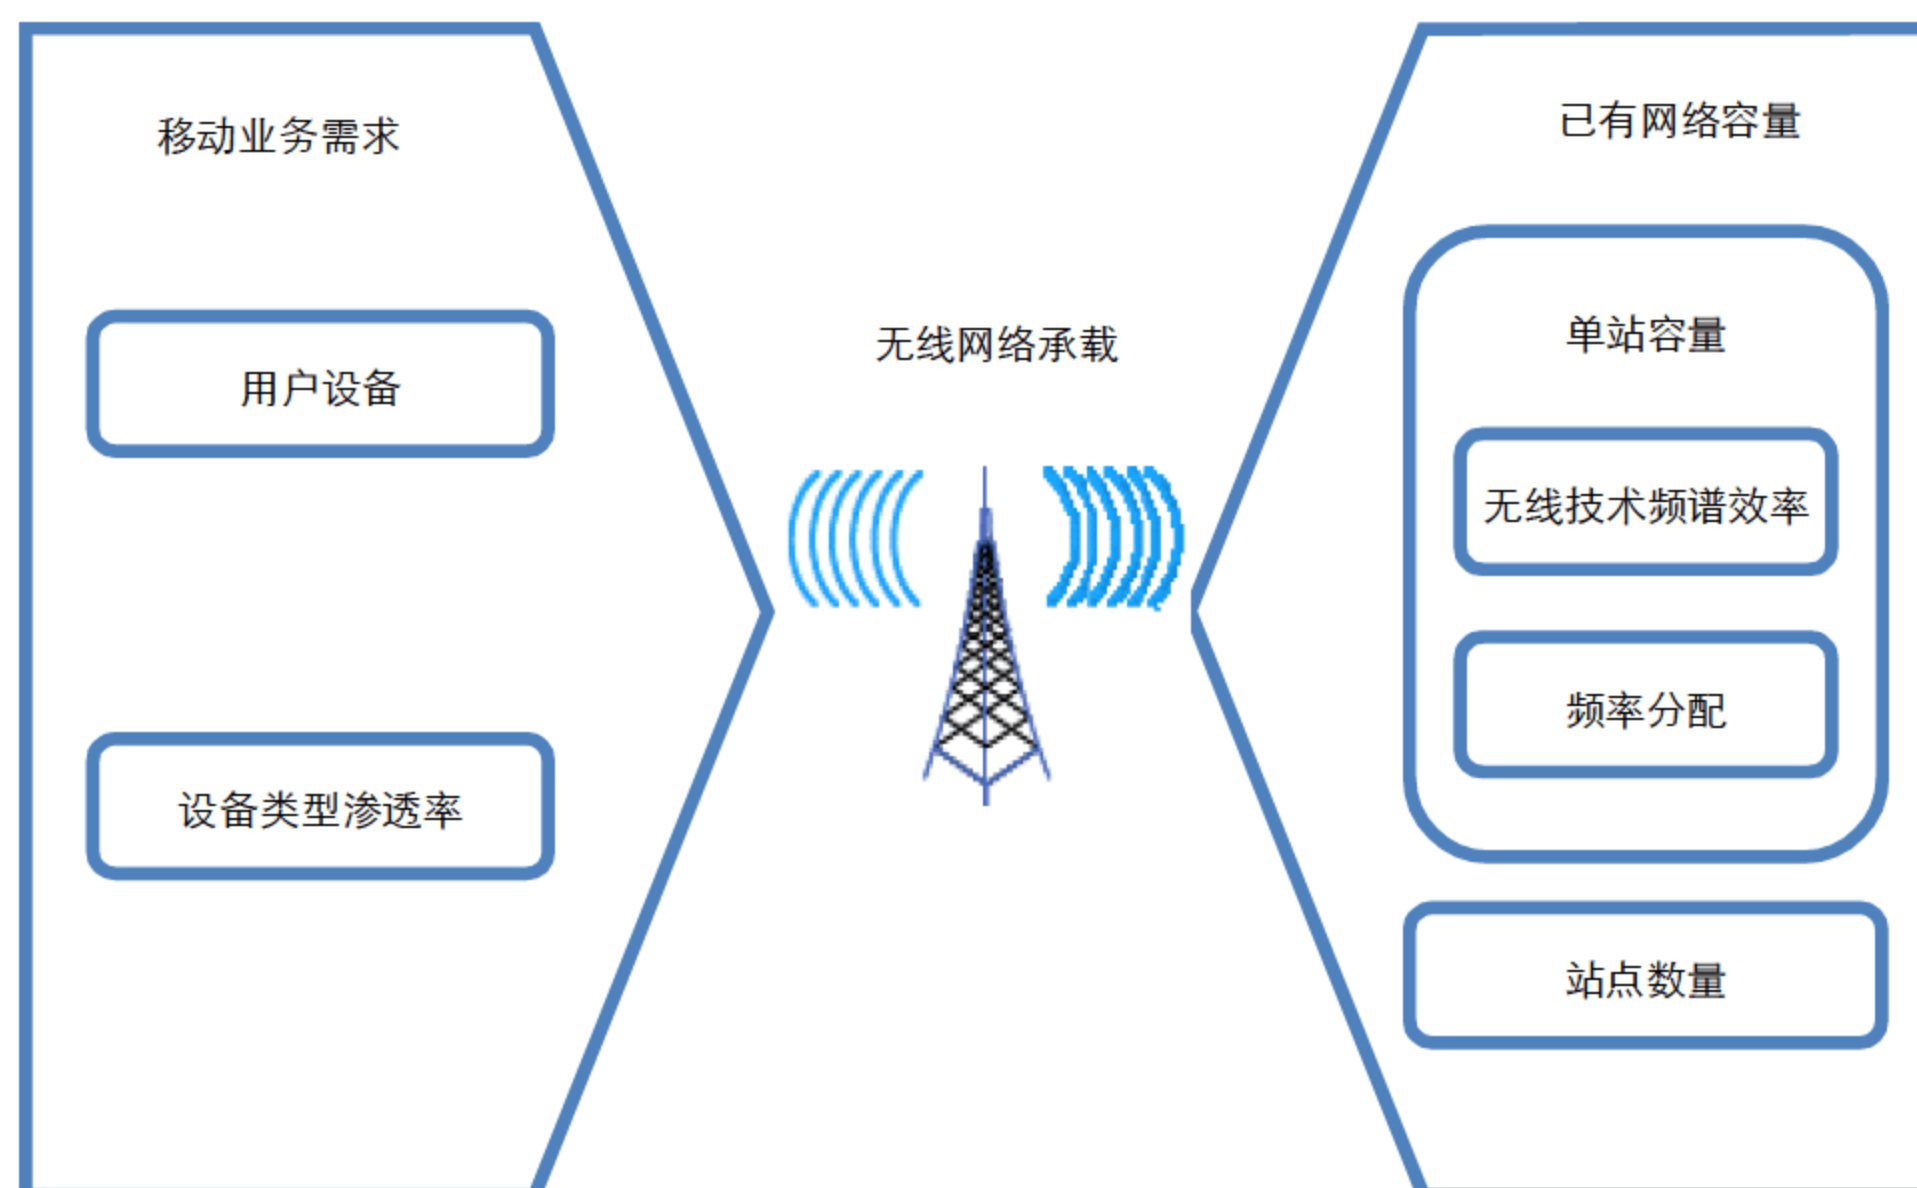 移动业务需求
用户设备
设备类型渗透率
无线网络承载
已有网络容量
单站容量
无线技术频谱效率
频率分配
站点数量